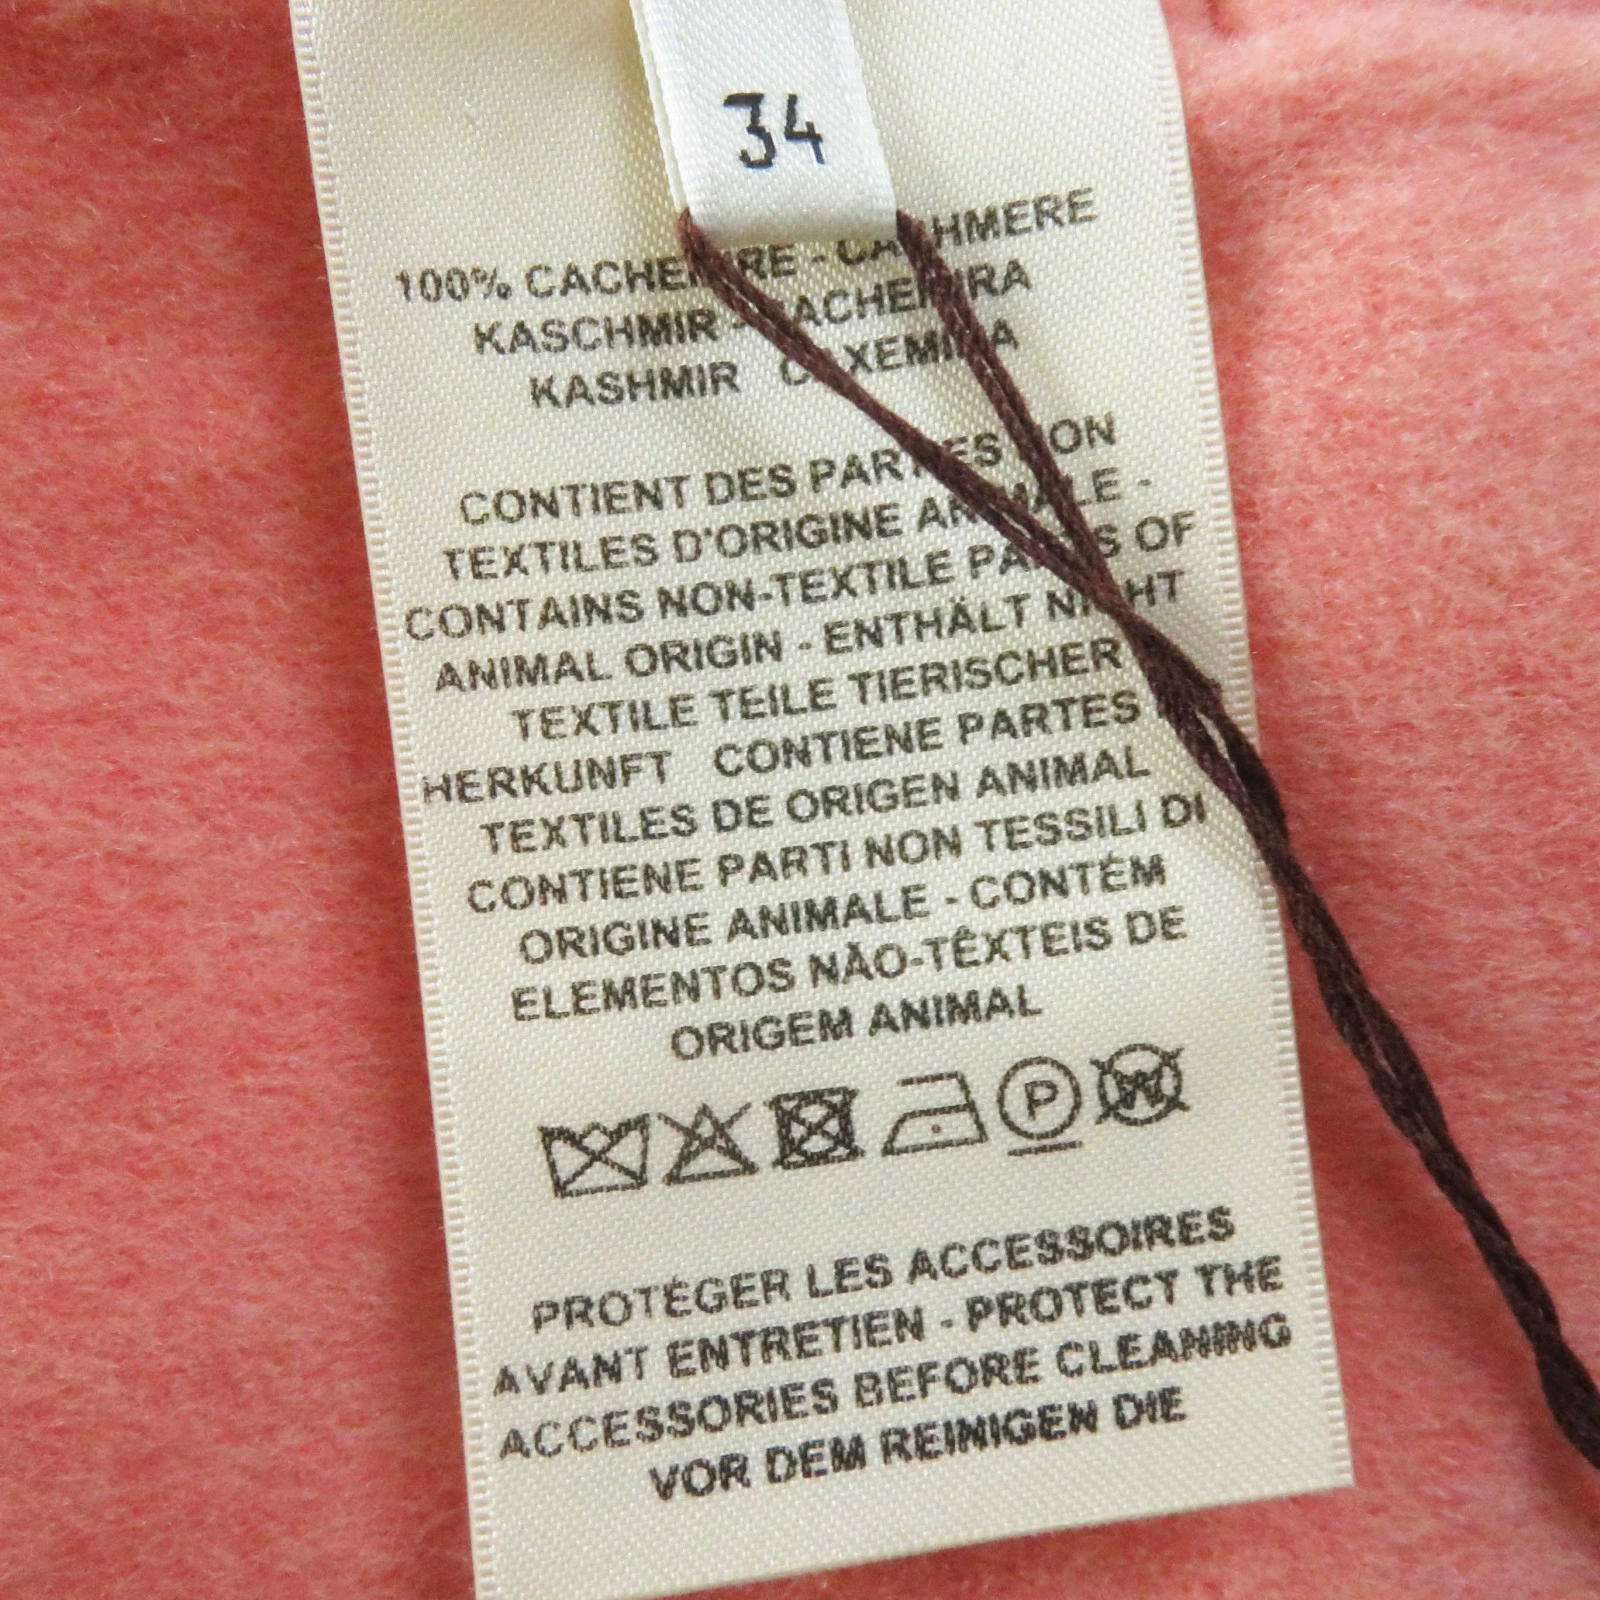 34
100% CACHEMIRE - CASHMERE
KASCHMIR - CACHEMIRA
KASHMIR CAXEMIRA
CONTIENT DES PARTIES NON
TEXTILES D'ORIGINE ANIMALE -
CONTAINS NON-TEXTILE PARTS OF
ANIMAL ORIGIN - ENTHÄLT NICHT
TEXTILE TEILE TIERISCHER
HERKUNFT CONTIENE PARTES
TEXTILES DE ORIGEN ANIMAL
CONTIENE PARTI NON TESSILI DI
ORIGINE ANIMALE - CONTÉM
ELEMENTOS NÃO-TÊXTEIS DE
ORIGEM ANIMAL
P W
PROTÉGER LES ACCESSOIRES
AVANT ENTRETIEN - PROTECT THE
ACCESSORIES BEFORE CLEANING
VOR DEM REINIGEN DIE